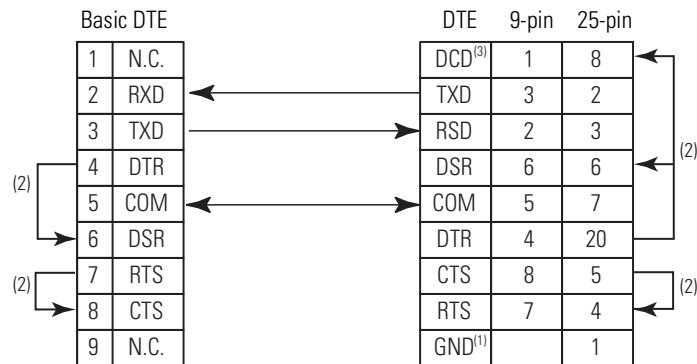 Basic DTE
DTE 9-pin 25-pin
1 N.C.
DCD(3) 1 8
2 RXD
TXD 3 2
3 TXD
RSD 2 3
4 DTR
DSR 6 6
5 COM
COM 5 7
6 DSR
DTR 4 20
7 RTS
CTS 8 5
8 CTS
RTS 7 4
9 N.C.
GND(1) 1
(2)
(2)
(2)
(2)